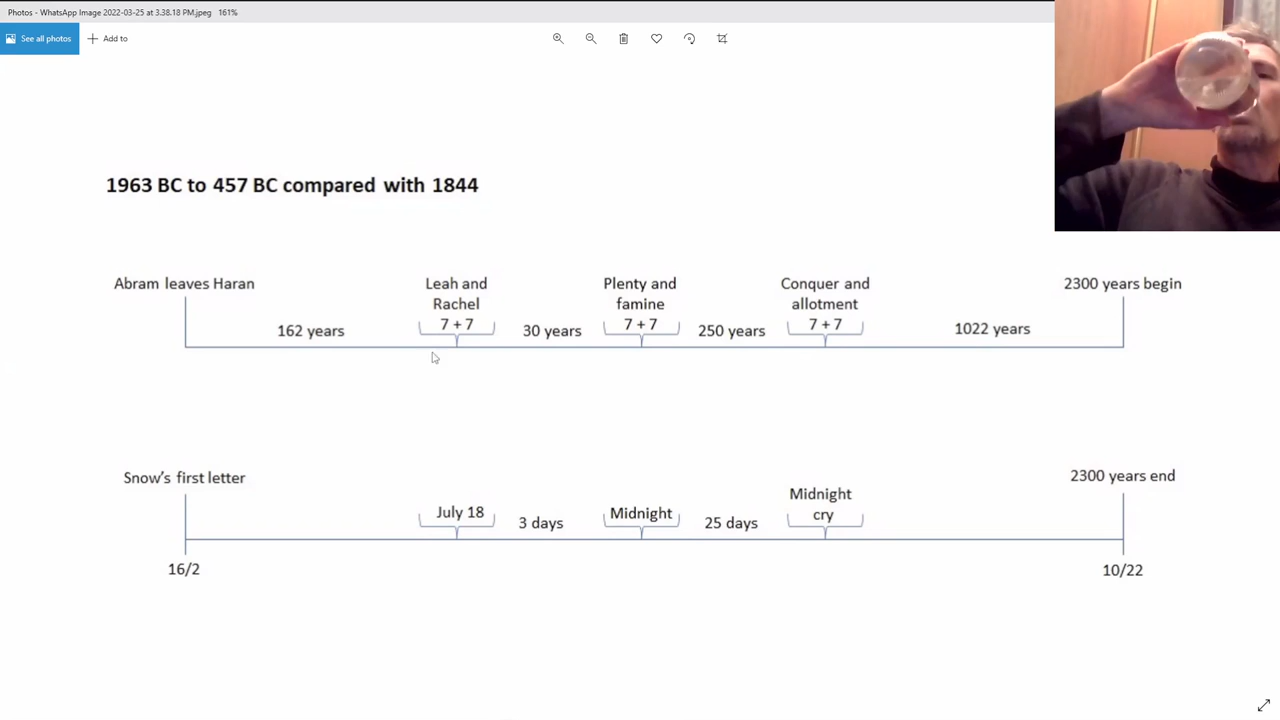 Photos - WhatsApp Image 2022-03-25 at 3.38.18 PM.jpeg 161%
See all photos
Add to
1963 BC to 457 BC compared with 1844
Abram leaves Haran
Leah and
Rachel
7 + 7
Plenty and
famine
7 + 7
Conquer and
allotment
7 + 7
2300 years begin
162 years
30 years
250 years
1022 years
Snow's first letter
July 18
Midnight
Midnight
cry
2300 years end
3 days
25 days
16/2
10/22